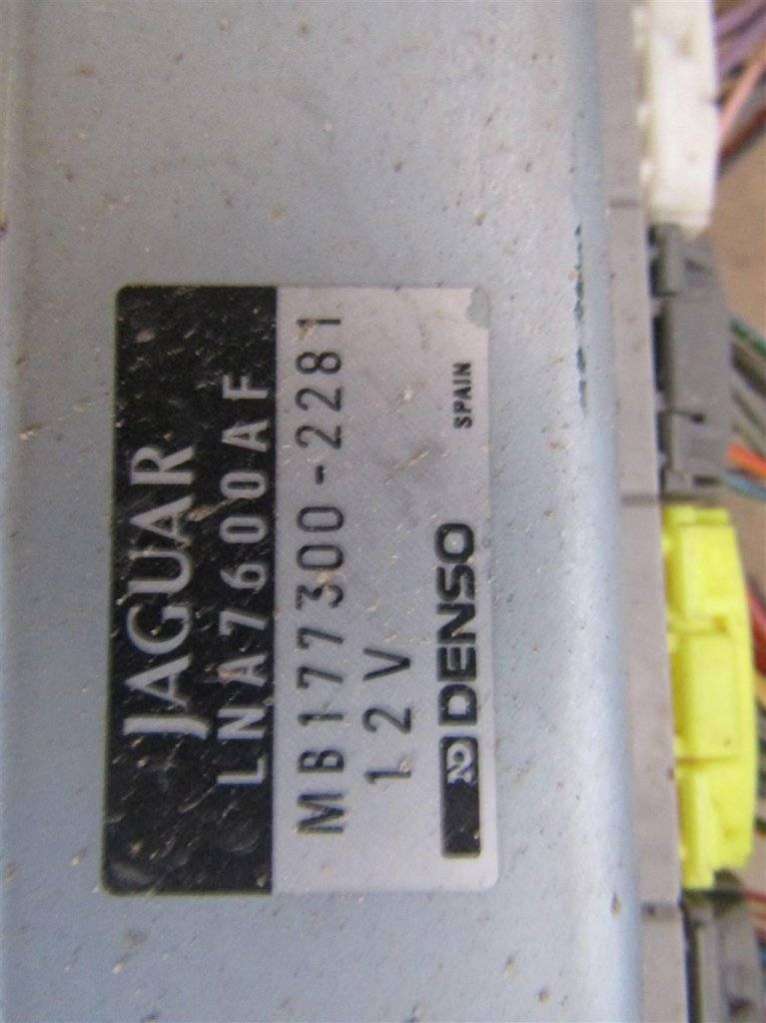 JAGUAR
LNA7600AF
MB177300-2281
12V
DENSO
SPAIN